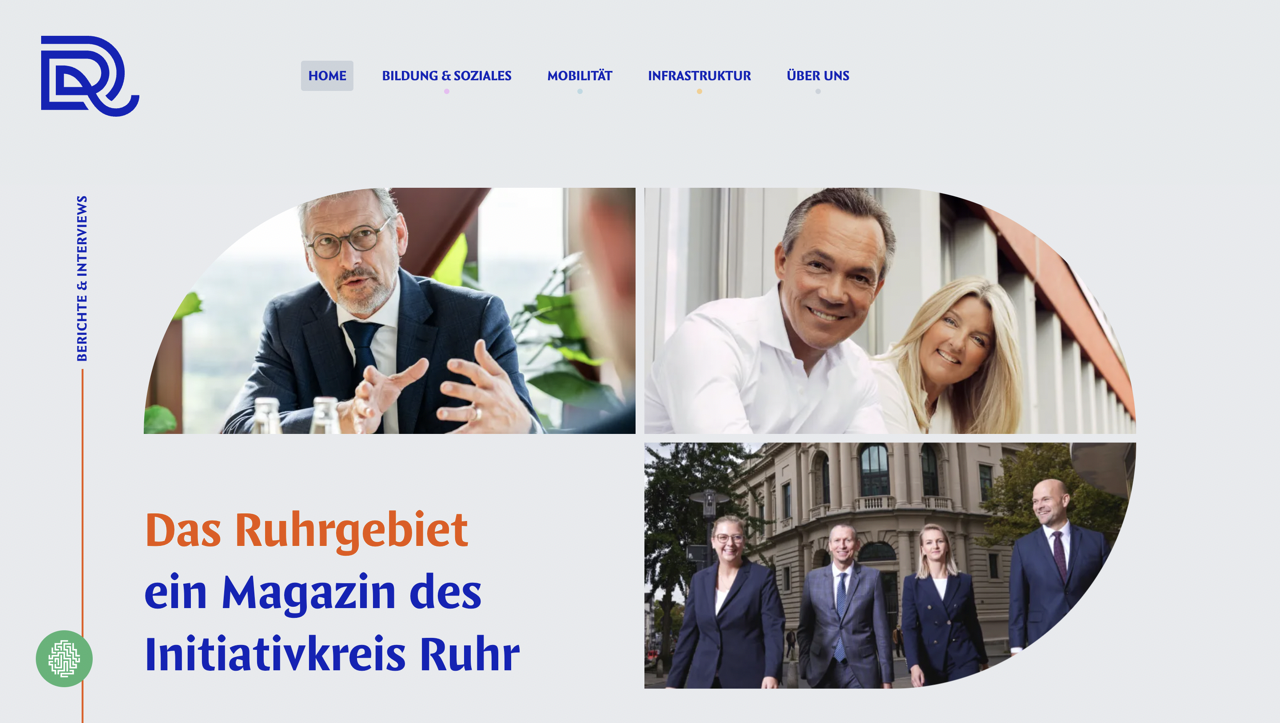 HOME
BILDUNG & SOZIALES
MOBILITÄT
INFRASTRUKTUR
ÜBER UNS
BERICHTE & INTERVIEWS
Das Ruhrgebiet
ein Magazin des
Initiativkreis Ruhr